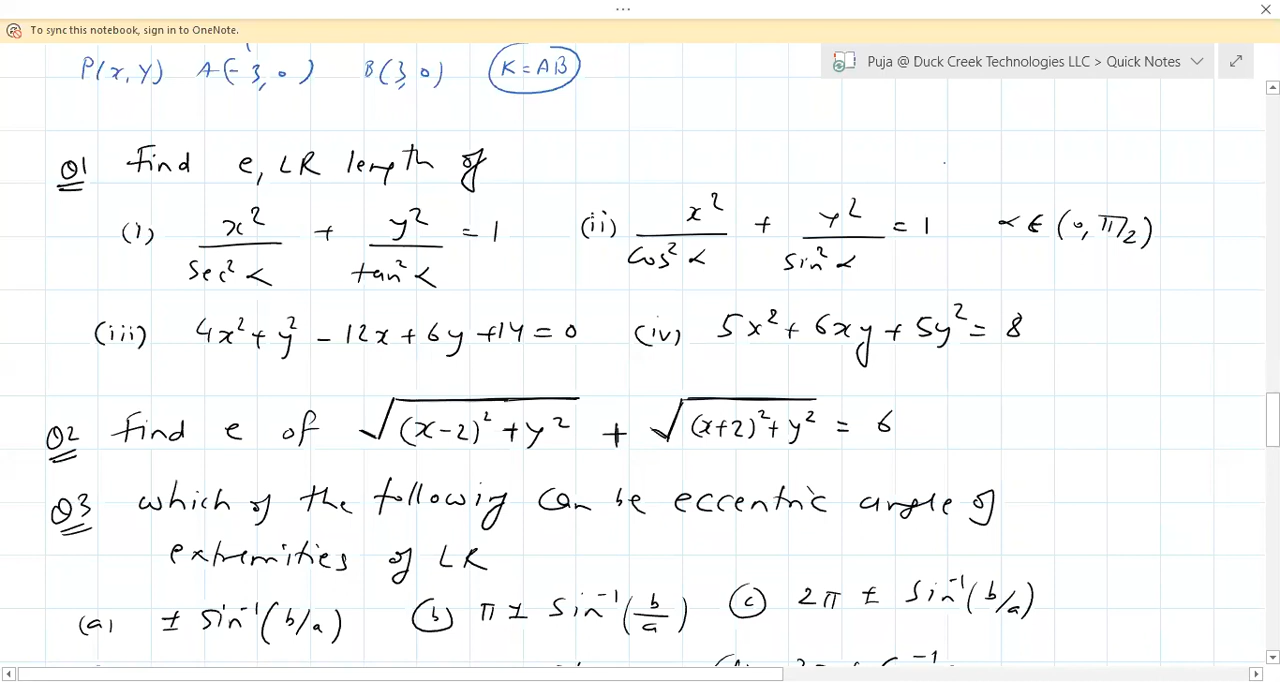 To sync this notebook, sign in to OneNote.
P(x, Y) A(-3, 0) B(3, 0) K = AB
Puja @ Duck Creek Technologies LLC > Quick Notes
Q1 Find e, LR length of
(i) x²/sec²α + y²/tan²α = 1 (ii) x²/cos²α + y²/sin²α = 1 α ∈ (0, π/2)
(iii) 4x² + y² - 12x + 6y + 14 = 0 (iv) 5x² + 6xy + 5y² = 8
Q2 find e of √((x-2)² + y²) + √((x+2)² + y²) = 6
Q3 which of the followig can be eccentric angle of
extremities of LR
(a) ± sin⁻¹(b/a) (b) π ± sin⁻¹(b/a) (c) 2π ± sin⁻¹(b/a)